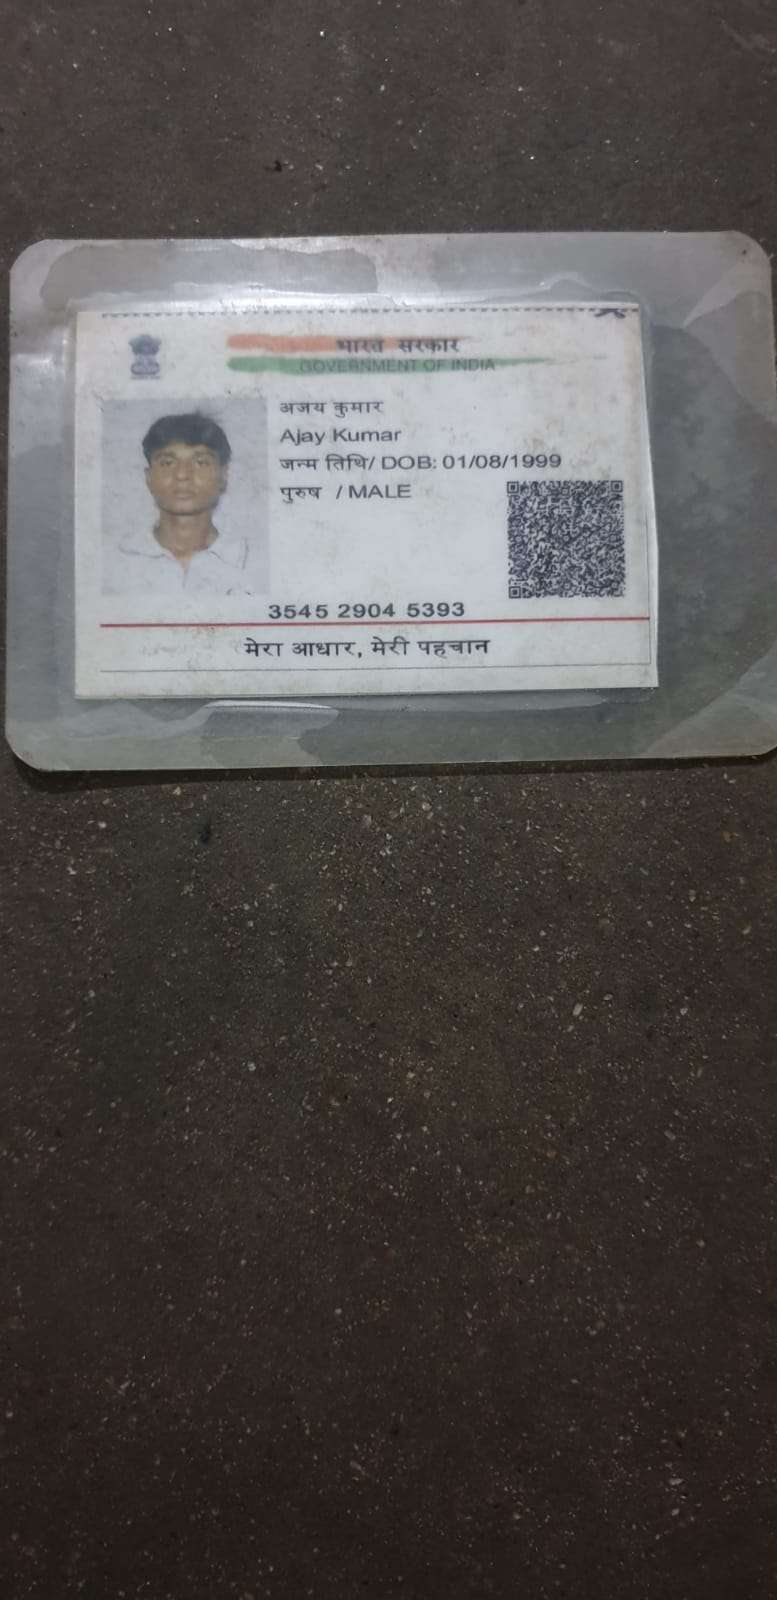 भारत सरकार
GOVERNMENT OF INDIA
अजय कुमार
Ajay Kumar
जन्म तिथि/ DOB: 01/08/1999
पुरुष / MALE
3545 2904 5393
मेरा आधार, मेरी पहचान